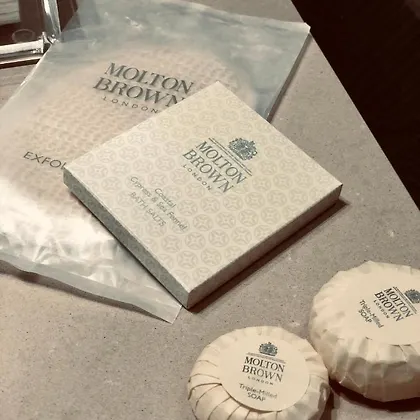 MOLTON
BROWN
LONDON
EXFOL
MOLTON
BROWN
LONDON
Coastal
Cypress & Sea Fennel
BATH SALTS
MOLTON
BROWN
LONDON
Triple-Milled
SOAP
MOLTON
BROWN
LONDON
Triple-Milled
SOAP